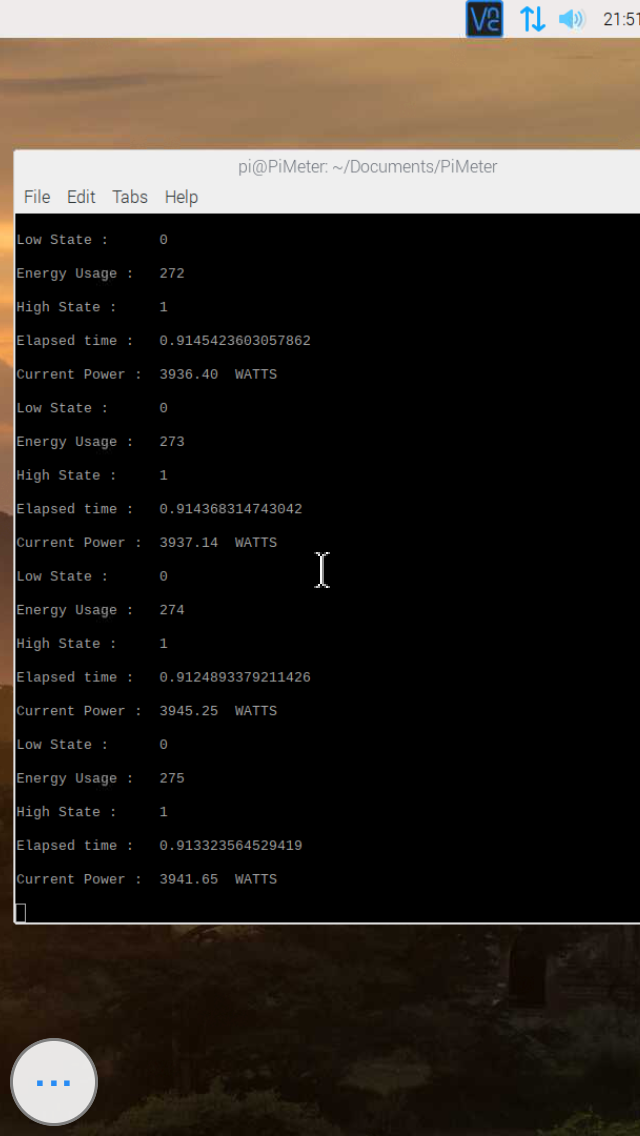 21:51
pi@PiMeter: ~/Documents/PiMeter
File Edit Tabs Help
Low State : 0
Energy Usage : 272
High State : 1
Elapsed time : 0.9145423603057862
Current Power : 3936.40 WATTS
Low State : 0
Energy Usage : 273
High State : 1
Elapsed time : 0.914368314743042
Current Power : 3937.14 WATTS
Low State : 0
Energy Usage : 274
High State : 1
Elapsed time : 0.9124893379211426
Current Power : 3945.25 WATTS
Low State : 0
Energy Usage : 275
High State : 1
Elapsed time : 0.913323564529419
Current Power : 3941.65 WATTS